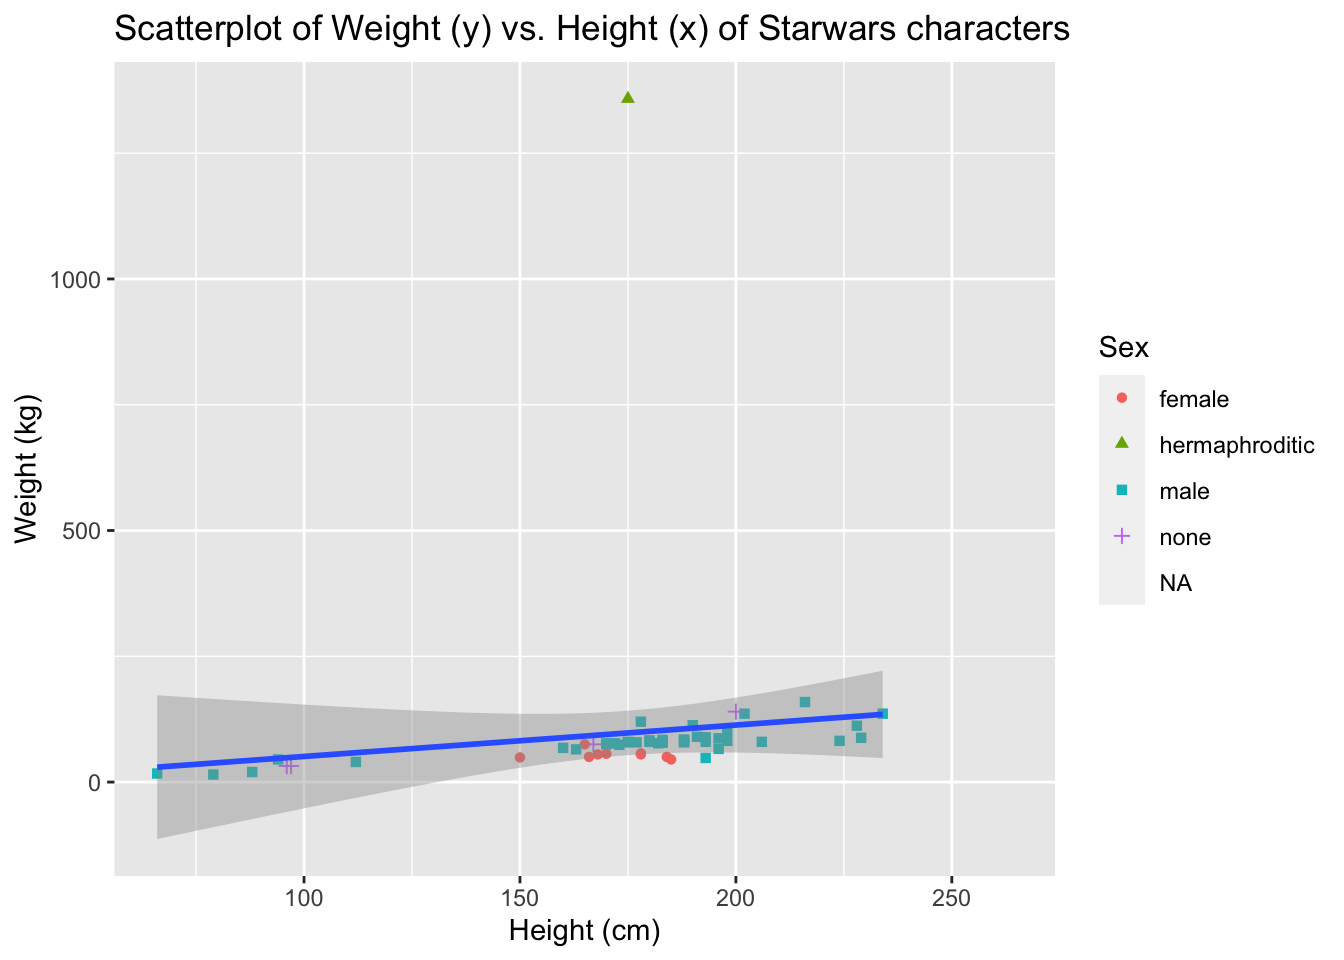 Scatterplot of Weight (y) vs. Height (x) of Starwars characters
Weight (kg)
1000
500
0
100
150
200
250
Height (cm)
Sex
female
hermaphroditic
male
none
NA